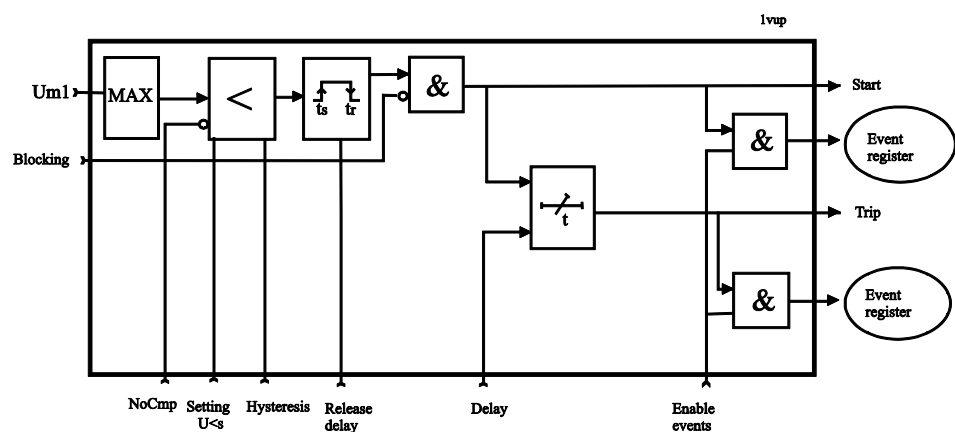 1vup
Um1
MAX
<
ts
tr
&
Start
Blocking
&
Event
register
t
Trip
&
Event
register
NoCmp
Setting
U<s
Hysteresis
Release
delay
Delay
Enable
events